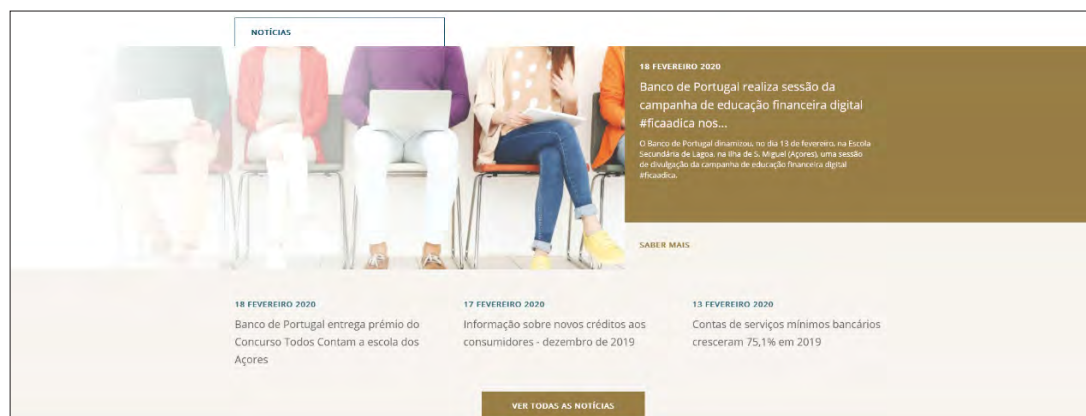 NOTÍCIAS
18 FEVEREIRO 2020
Banco de Portugal realiza sessão da
campanha de educação financeira digital
#ficaadica nos...
O Banco de Portugal dinamizou, no dia 13 de fevereiro, na Escola
Secundária de Lagoa, na Ilha de S. Miguel (Açores), uma sessão
de divulgação da campanha de educação financeira digital
#ficaadica.
SABER MAIS
18 FEVEREIRO 2020
Banco de Portugal entrega prémio do
Concurso Todos Contam a escola dos
Açores
17 FEVEREIRO 2020
Informação sobre novos créditos aos
consumidores - dezembro de 2019
13 FEVEREIRO 2020
Contas de serviços mínimos bancários
cresceram 75,1% em 2019
VER TODAS AS NOTÍCIAS